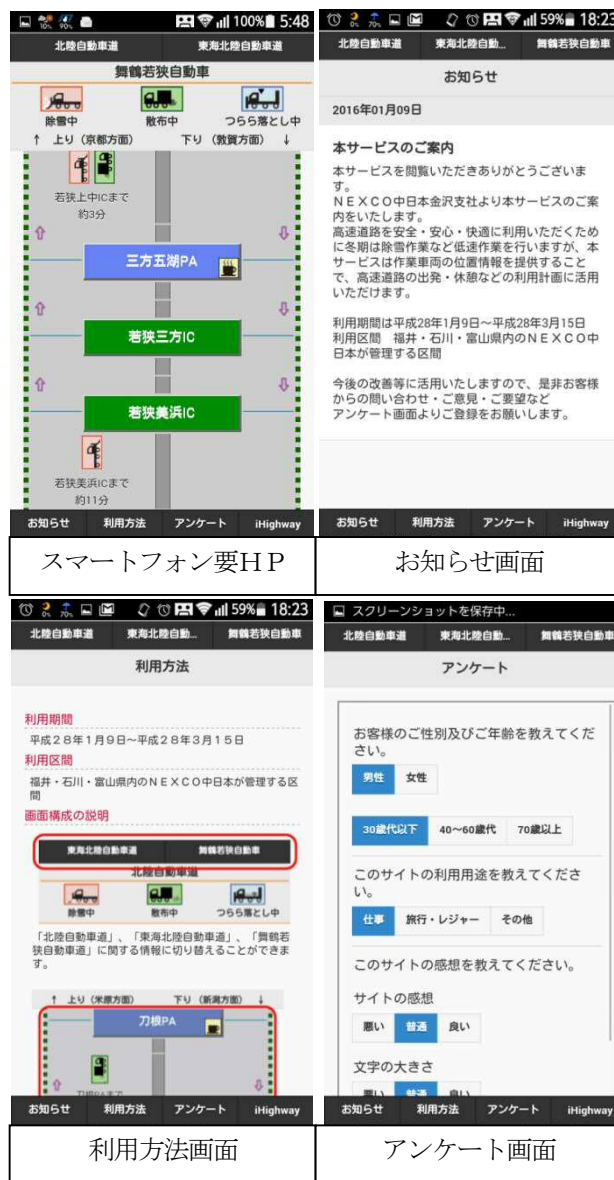 100% 5:48
北陸自動車道 東海北陸自動車道
舞鶴若狭自動車
除雪中 散布中 つらら落とし中
↑ 上り（京都方面） 下り（敦賀方面） ↓
若狭上中ICまで
約3分
三方五湖PA
若狭三方IC
若狭美浜IC
若狭美浜ICまで
約11分
お知らせ 利用方法 アンケート iHighway
スマートフォン要ＨＰ
59% 18:23
北陸自動車道 東海北陸自動... 舞鶴若狭自動車
お知らせ
2016年01月09日
本サービスのご案内
本サービスを閲覧いただきありがとうございま
す。
ＮＥＸＣＯ中日本金沢支社より本サービスのご案
内をいたします。
高速道路を安全・安心・快適に利用いただくため
に冬期は除雪作業など低速作業を行いますが、本
サービスは作業車両の位置情報を提供すること
で、高速道路の出発・休憩などの利用計画に活用
いただけます。
利用期間は平成28年1月9日～平成28年3月15日
利用区間　福井・石川・富山県内のＮＥＸＣＯ中
日本が管理する区間
今後の改善等に活用いたしますので、是非お客様
からの問い合わせ・ご意見・ご要望など
アンケート画面よりご登録をお願いします。
お知らせ 利用方法 アンケート iHighway
お知らせ画面
59% 18:23
北陸自動車道 東海北陸自動... 舞鶴若狭自動車
利用方法
利用期間
平成２８年１月９日～平成２８年３月１５日
利用区間
福井・石川・富山県内のＮＥＸＣＯ中日本が管理する区
間
画面構成の説明
東海北陸自動車道 舞鶴若狭自動車
北陸自動車道
除雪中 散布中 つらら落とし中
「北陸自動車道」、「東海北陸自動車道」、「舞鶴若
狭自動車道」に関する情報に切り替えることができま
す。
↑ 上り（米原方面） 下り（新潟方面） ↓
刀根PA
刀根PAまで
お知らせ 利用方法 アンケート iHighway
利用方法画面
スクリーンショットを保存中...
北陸自動車道 東海北陸自動... 舞鶴若狭自動車
アンケート
お客様のご性別及びご年齢を教えてくだ
さい。
男性 女性
30歳代以下 40～60歳代 70歳以上
このサイトの利用用途を教えてくださ
い。
仕事 旅行・レジャー その他
このサイトの感想を教えてください。
サイトの感想
悪い 普通 良い
文字の大きさ
悪い 普通 良い
お知らせ 利用方法 アンケート iHighway
アンケート画面